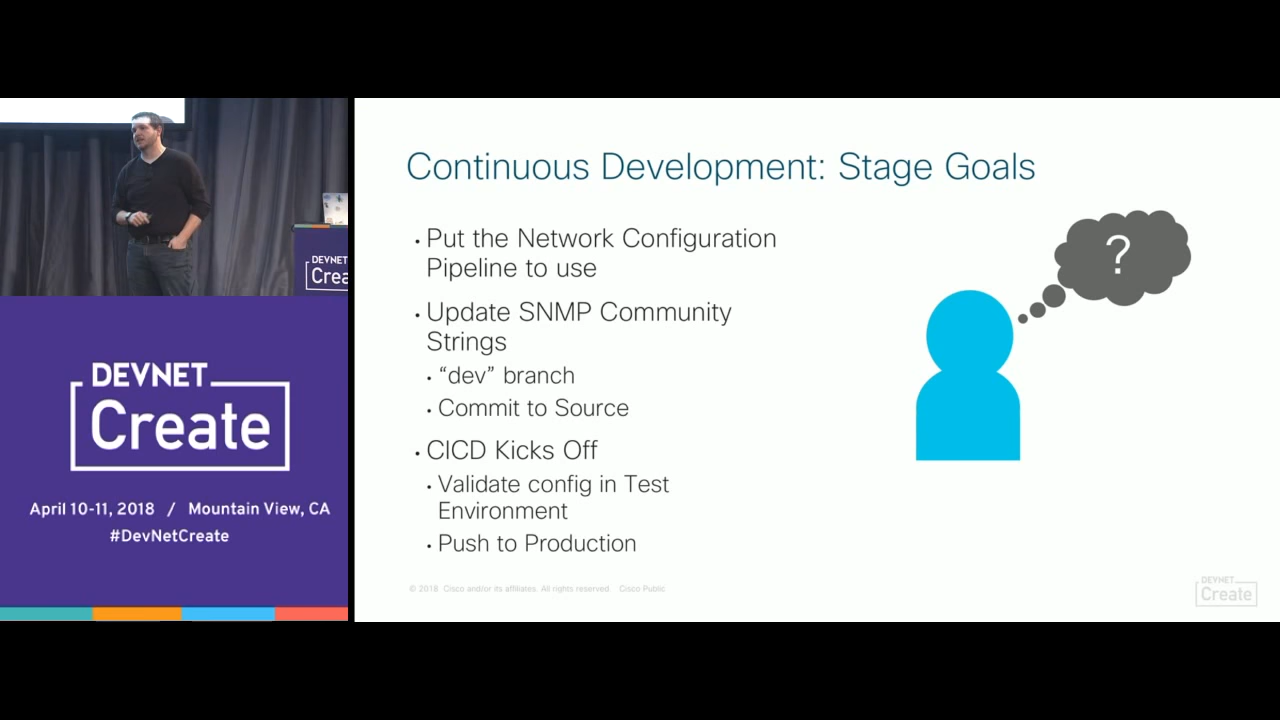 DEVNET
Crea
DEVNET
Create
April 10-11, 2018 / Mountain View, CA
#DevNetCreate
Continuous Development: Stage Goals
?
• Put the Network Configuration
Pipeline to use
• Update SNMP Community
Strings
• “dev” branch
• Commit to Source
• CICD Kicks Off
• Validate config in Test
Environment
• Push to Production
© 2018 Cisco and/or its affiliates. All rights reserved. Cisco Public
DEVNET
Create